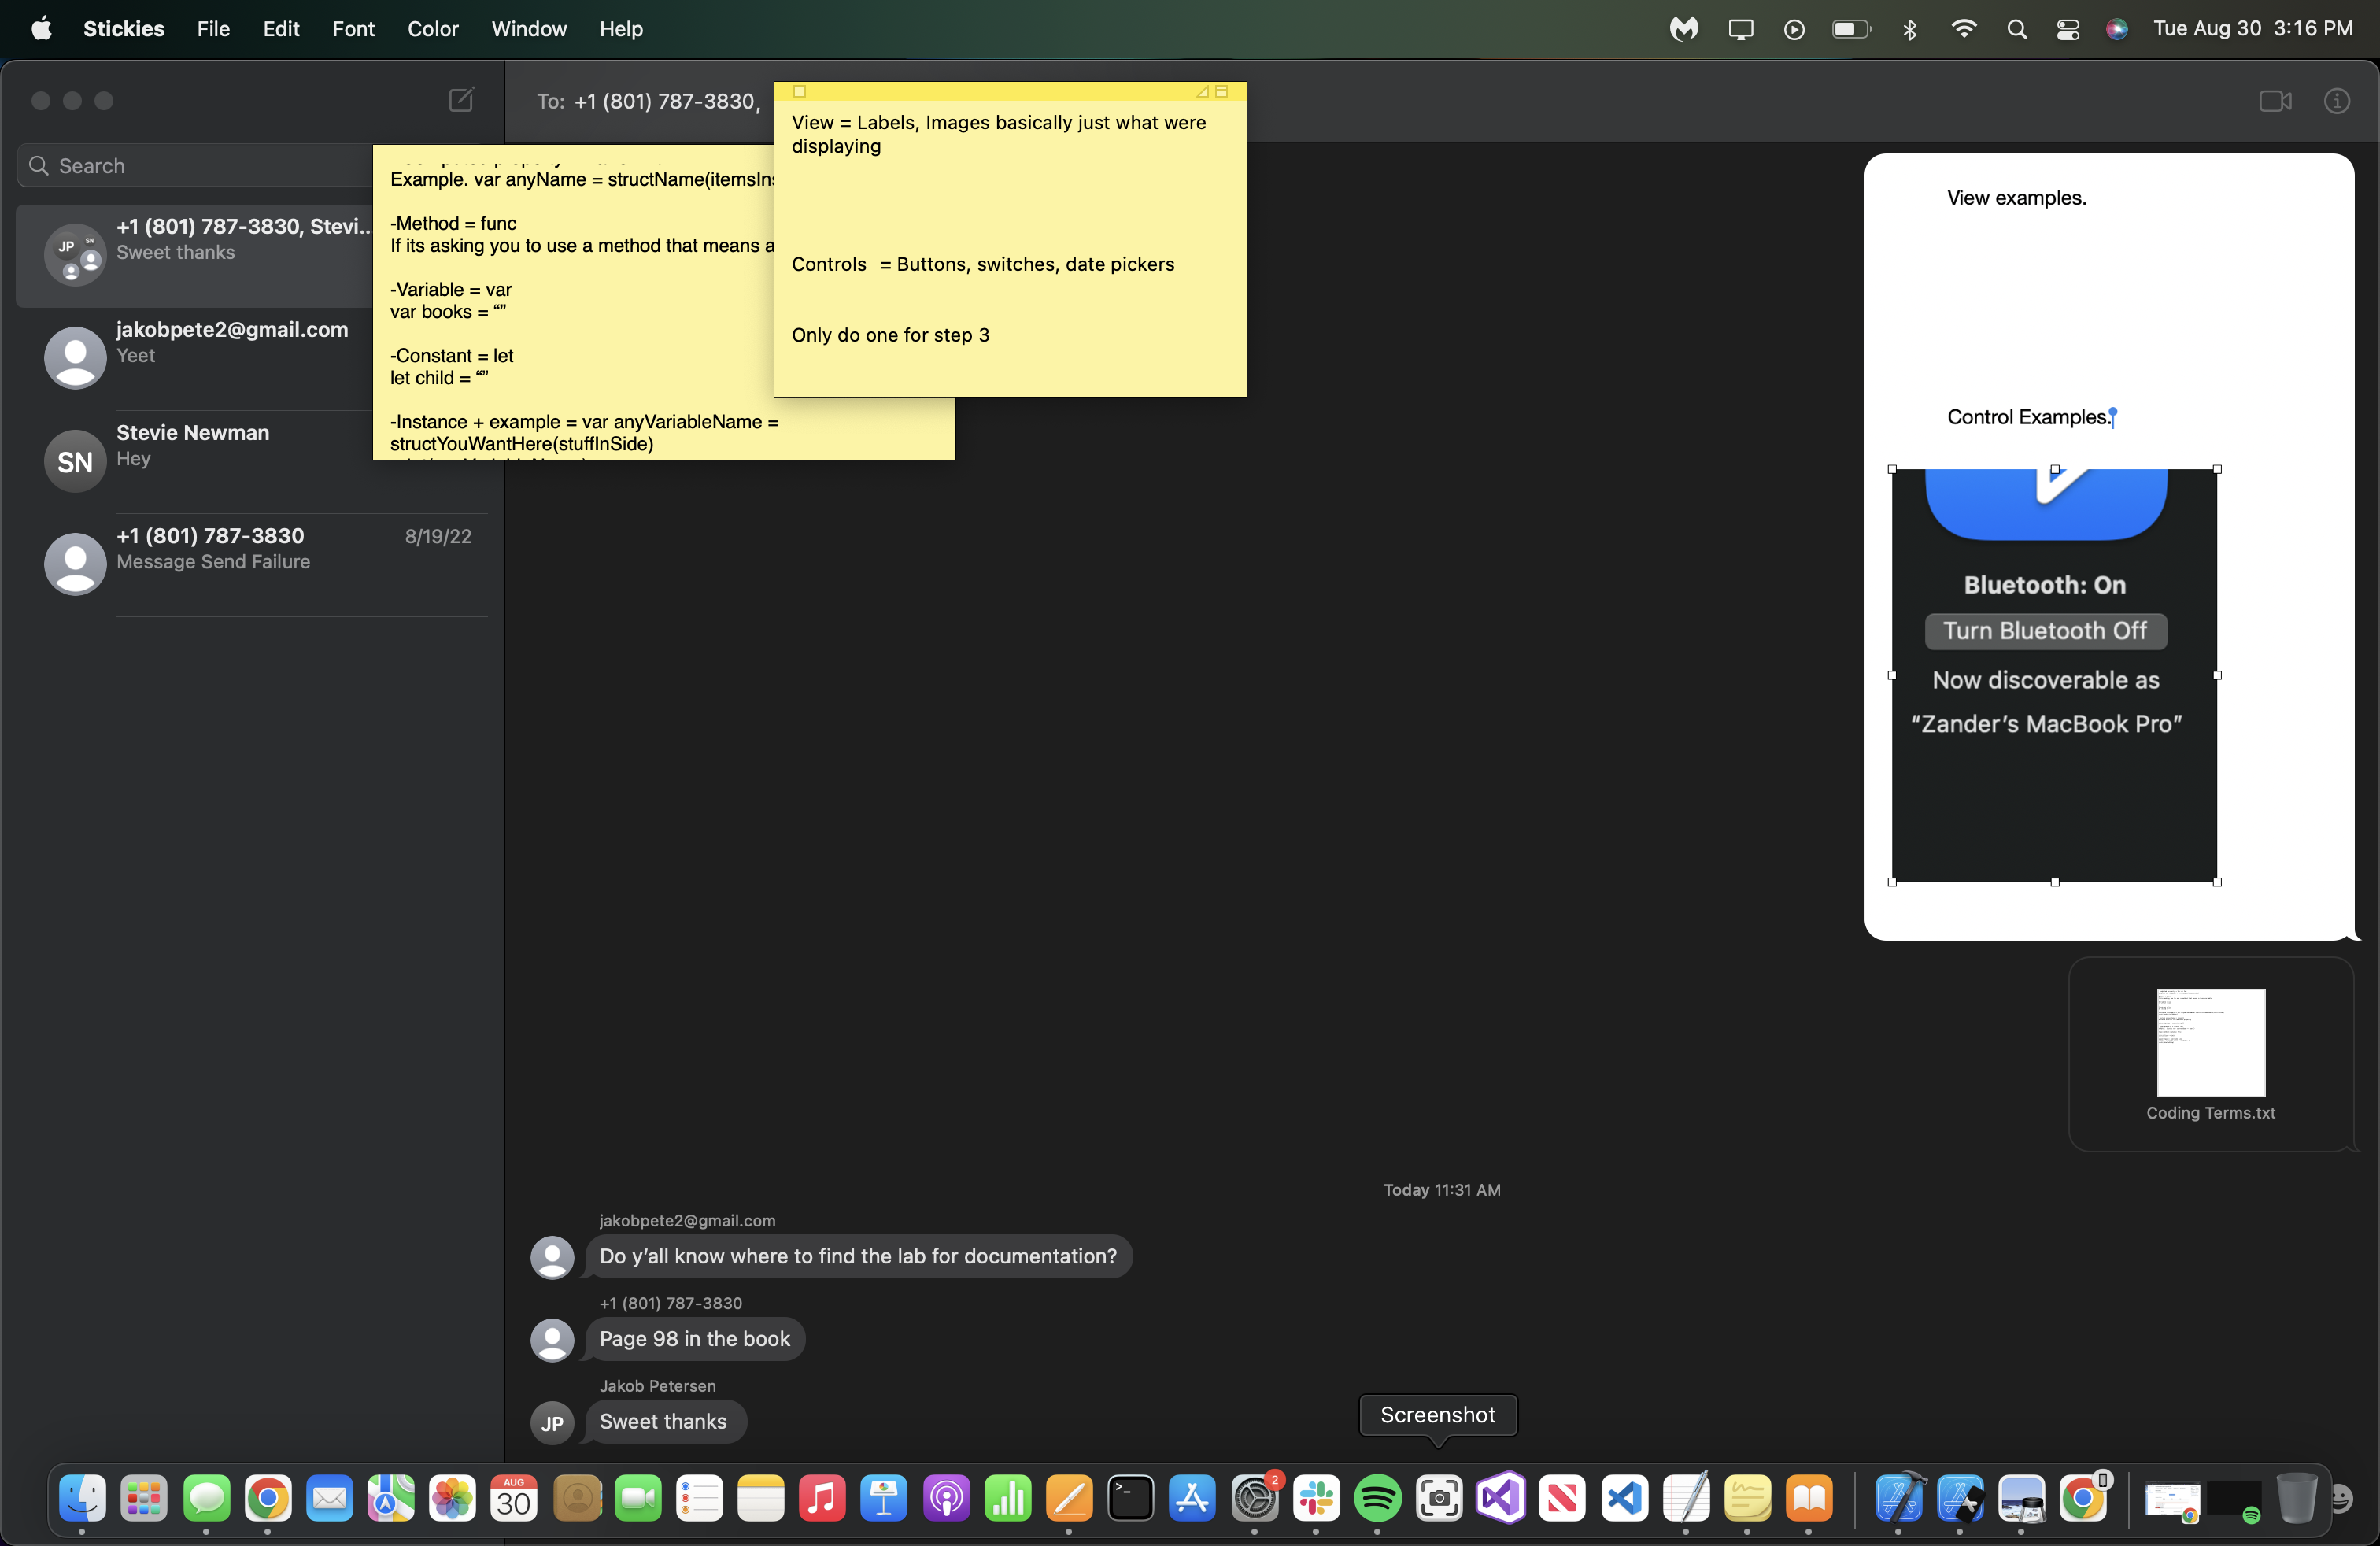 Stickies File Edit Font Color Window Help
Tue Aug 30 3:16 PM
Search
+1 (801) 787-3830, Stevi...
Sweet thanks
JP
SN
jakobpete2@gmail.com
Yeet
Stevie Newman
Hey
SN
+1 (801) 787-3830
8/19/22
Message Send Failure
To: +1 (801) 787-3830,
Example. var anyName = structName(itemsIns
-Method = func
If its asking you to use a method that means a
-Variable = var
var books = “”
-Constant = let
let child = “”
-Instance + example = var anyVariableName =
structYouWantHere(stuffInSide)
View = Labels, Images basically just what were
displaying
Controls = Buttons, switches, date pickers
Only do one for step 3
View examples.
Control Examples.
Bluetooth: On
Turn Bluetooth Off
Now discoverable as
“Zander’s MacBook Pro”
Coding Terms.txt
Today 11:31 AM
jakobpete2@gmail.com
Do y’all know where to find the lab for documentation?
+1 (801) 787-3830
Page 98 in the book
Jakob Petersen
JP
Sweet thanks
Screenshot
AUG
30
2